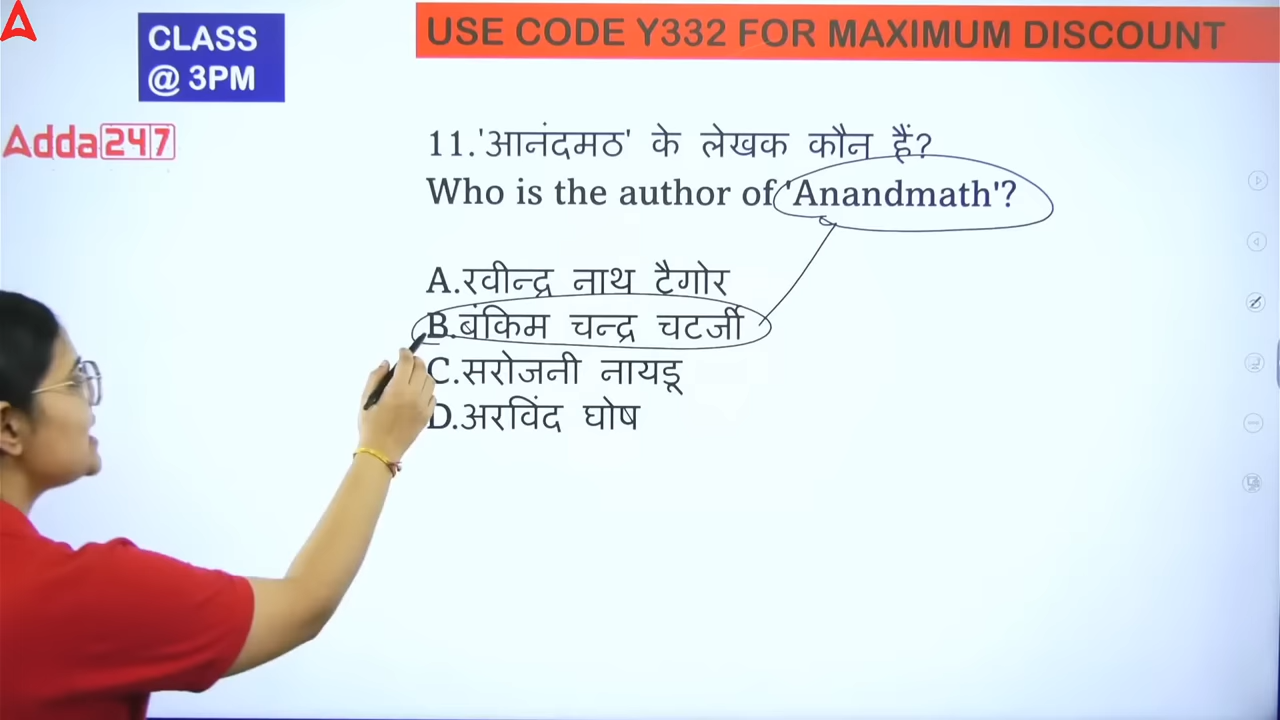 CLASS
@ 3PM
USE CODE Y332 FOR MAXIMUM DISCOUNT
Adda247
11.'आनंदमठ' के लेखक कौन हैं?
Who is the author of 'Anandmath'?
A.रवीन्द्र नाथ टैगोर
B.बंकिम चन्द्र चटर्जी
C.सरोजनी नायडू
D.अरविंद घोष